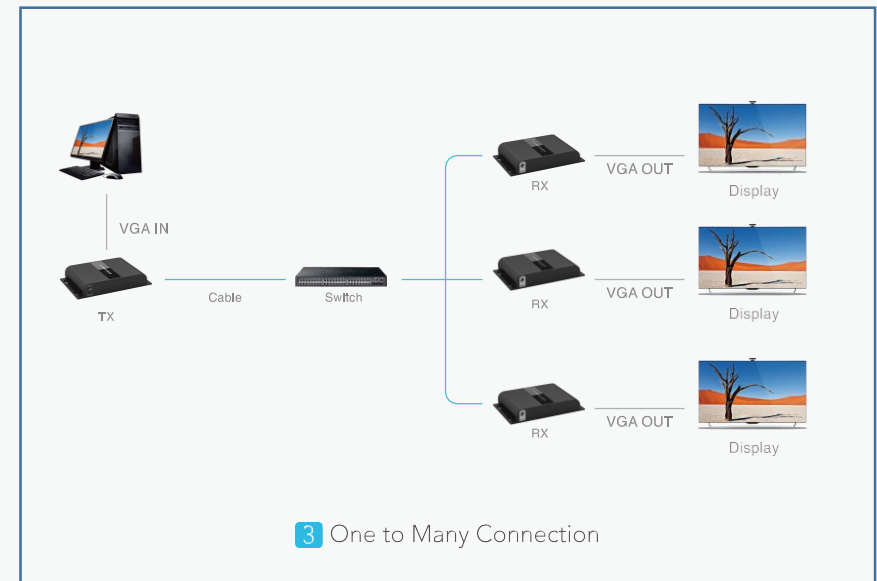 VGA IN
TX
Cable
Switch
RX
VGA OUT
Display
RX
VGA OUT
Display
RX
VGA OUT
Display
3 One to Many Connection